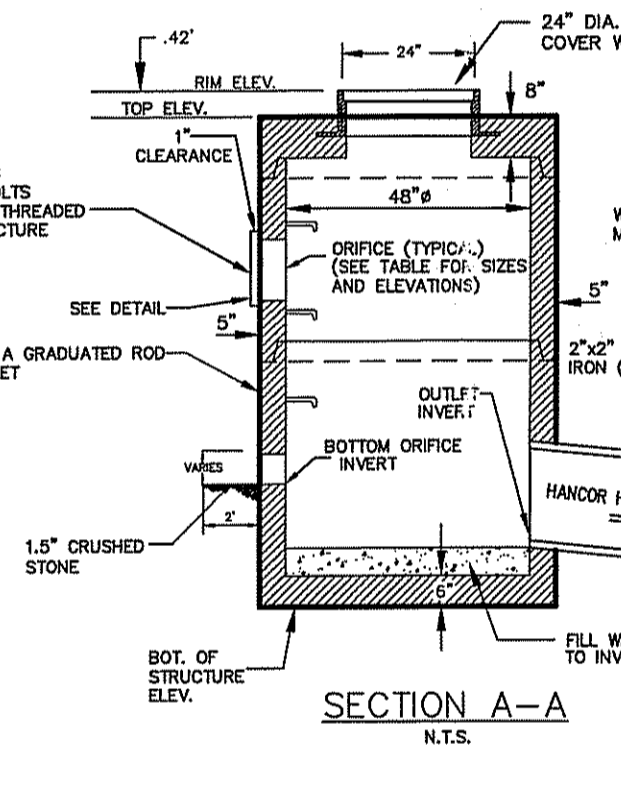 24" DIA.
COVER W
.42'
24"
RIM ELEV.
8"
TOP ELEV.
1"
CLEARANCE
OLTS
THREADED
CTURE
48"ø
ORIFICE (TYPICAL)
(SEE TABLE FOR SIZES
AND ELEVATIONS)
SEE DETAIL
5"
5"
A GRADUATED ROD
ET
2"x2"
IRON (
OUTLET
INVERT
BOTTOM ORIFICE
INVERT
VARIES
2'
HANCOR H
1.5" CRUSHED
STONE
6"
FILL W
TO INV
BOT. OF
STRUCTURE
ELEV.
SECTION A-A
N.T.S.